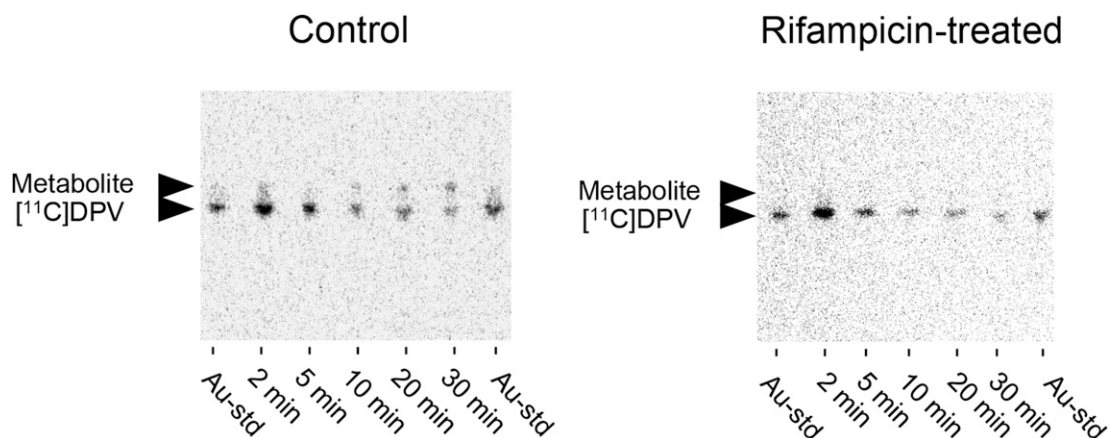 Control
Rifampicin-treated
Metabolite
[¹¹C]DPV
Metabolite
[¹¹C]DPV
Au-std
2 min
5 min
10 min
20 min
30 min
Au-std
Au-std
2 min
5 min
10 min
20 min
30 min
Au-std